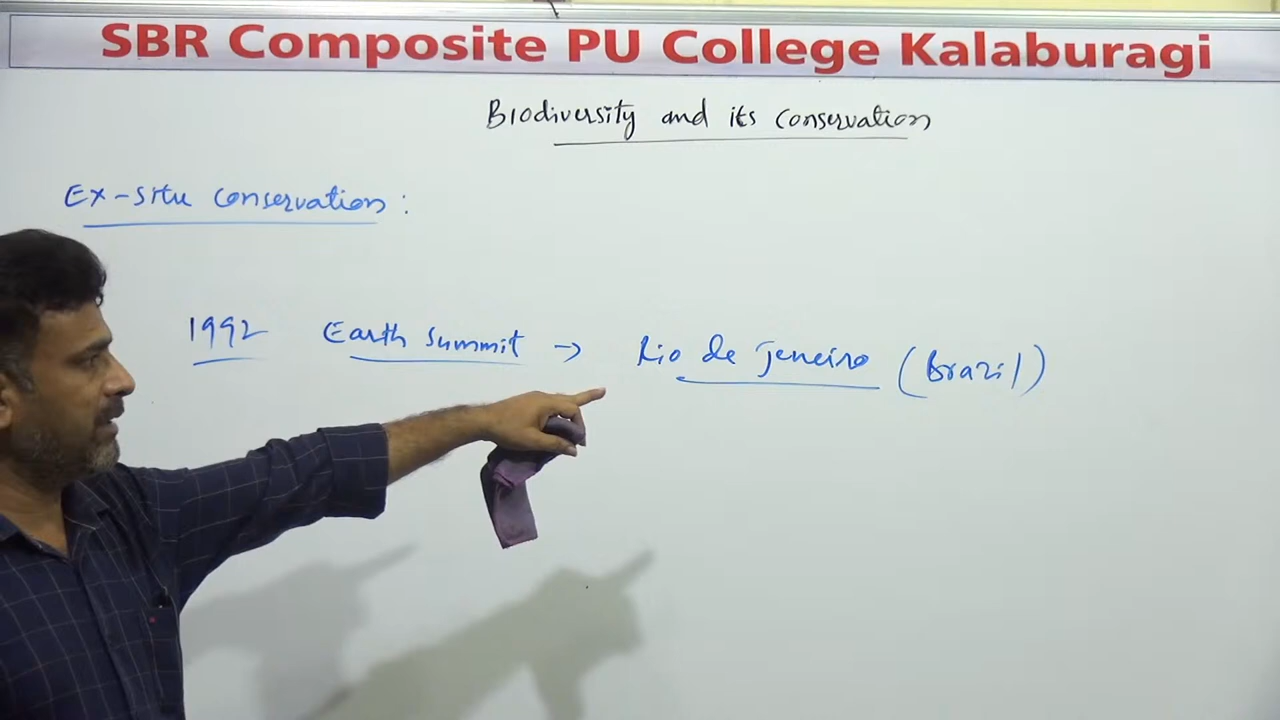 SBR Composite PU College Kalaburagi
Biodiversity and its conservation
Ex-situ conservation :
1992 Earth Summit → Rio de jeneiro (Brazil)